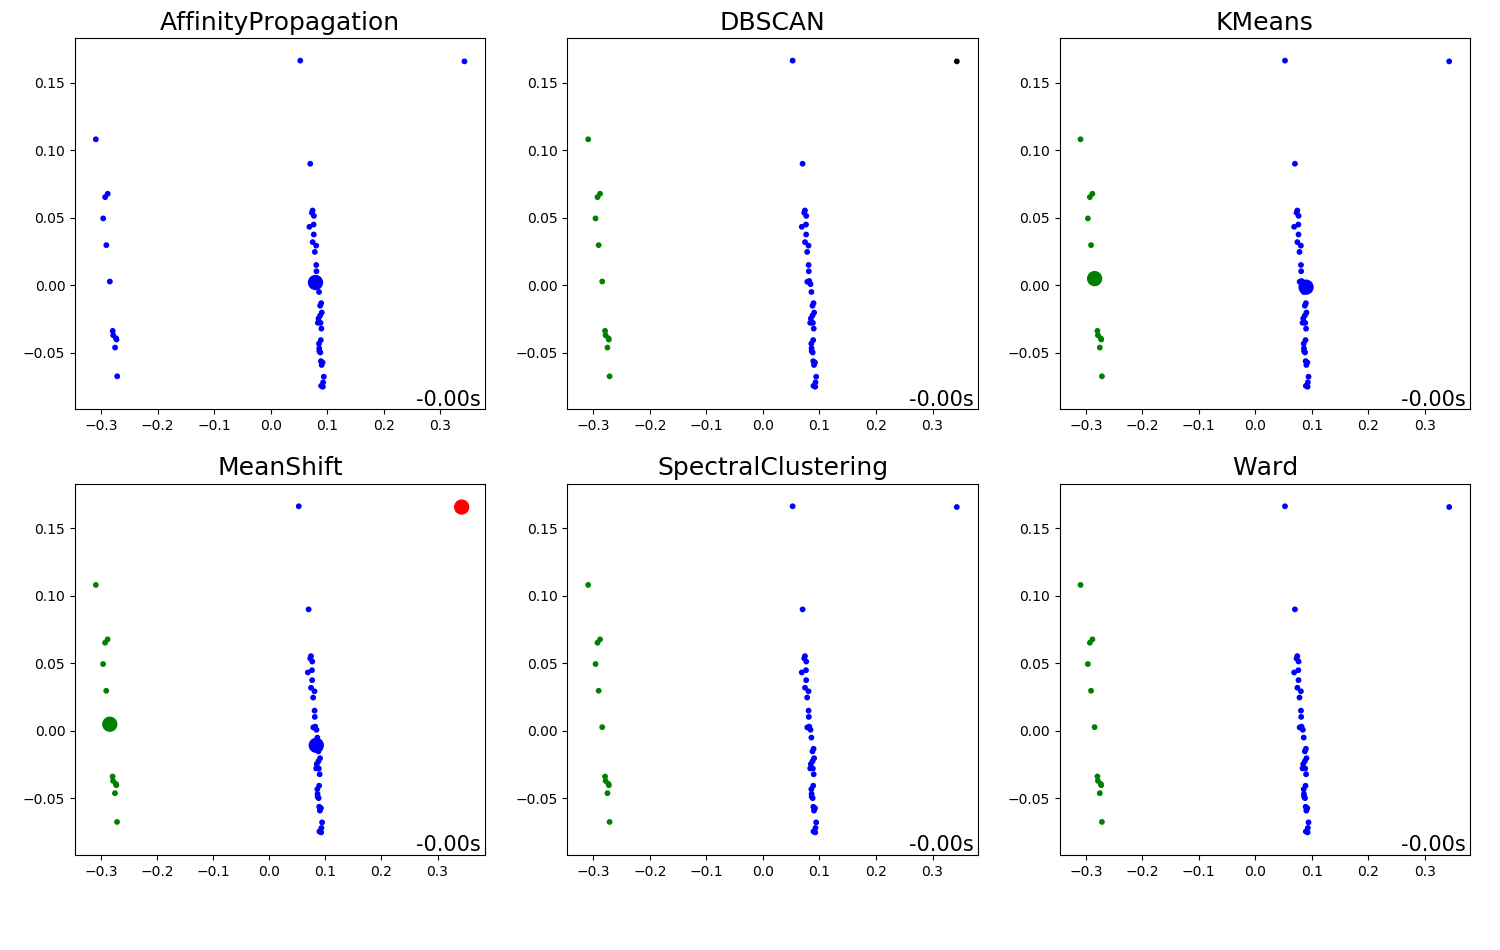 AffinityPropagation DBSCAN KMeans
0.15 0.15 0.15
0.10 0.10 0.10
0.05 0.05 0.05
0.00 0.00 0.00
−0.05 −0.05 −0.05
-0.00s -0.00s -0.00s
−0.3 −0.2 −0.1 0.0 0.1 0.2 0.3 −0.3 −0.2 −0.1 0.0 0.1 0.2 0.3 −0.3 −0.2 −0.1 0.0 0.1 0.2 0.3
MeanShift SpectralClustering Ward
0.15 0.15 0.15
0.10 0.10 0.10
0.05 0.05 0.05
0.00 0.00 0.00
−0.05 −0.05 −0.05
-0.00s -0.00s -0.00s
−0.3 −0.2 −0.1 0.0 0.1 0.2 0.3 −0.3 −0.2 −0.1 0.0 0.1 0.2 0.3 −0.3 −0.2 −0.1 0.0 0.1 0.2 0.3